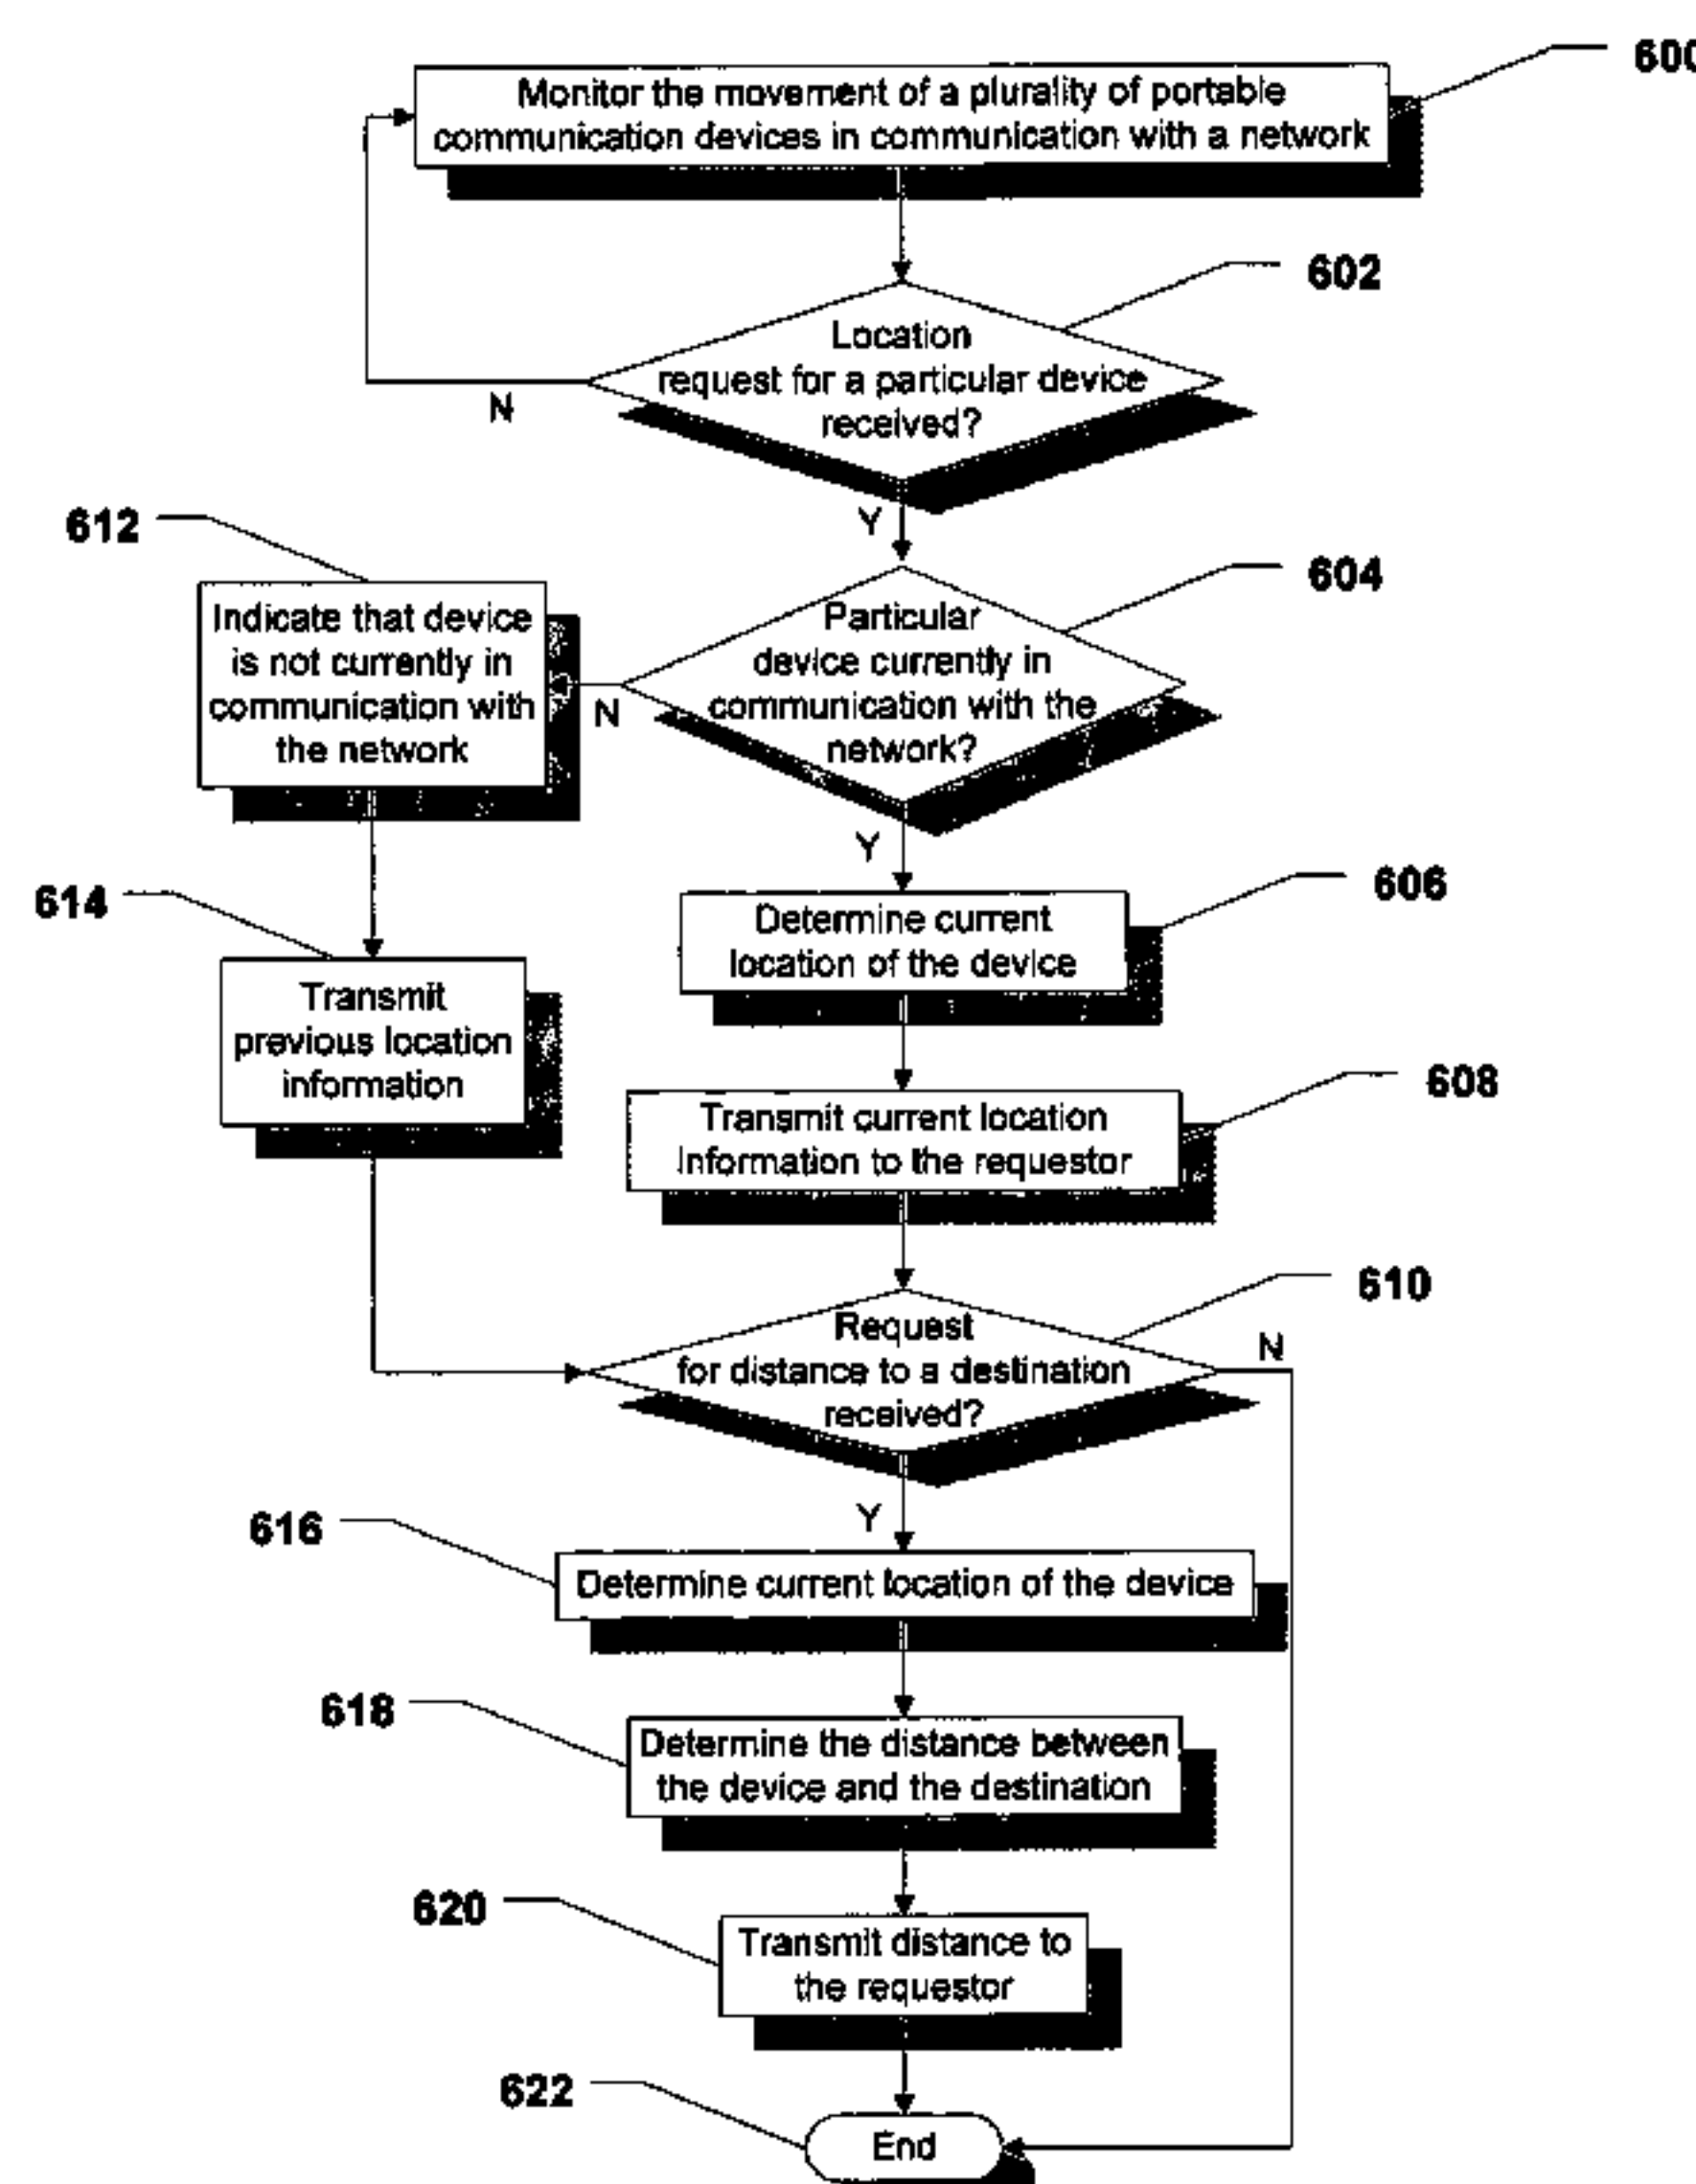 600
Monitor the movement of a plurality of portable
communication devices in communication with a network
602
Location
request for a particular device
received?
N
Y
612
604
Indicate that device
is not currently in
communication with
the network
Particular
device currently in
communication with the
network?
N
Y
614
606
Determine current
location of the device
Transmit
previous location
information
608
Transmit current location
information to the requestor
610
Request
for distance to a destination
received?
N
Y
616
Determine current location of the device
618
Determine the distance between
the device and the destination
620
Transmit distance to
the requestor
622
End